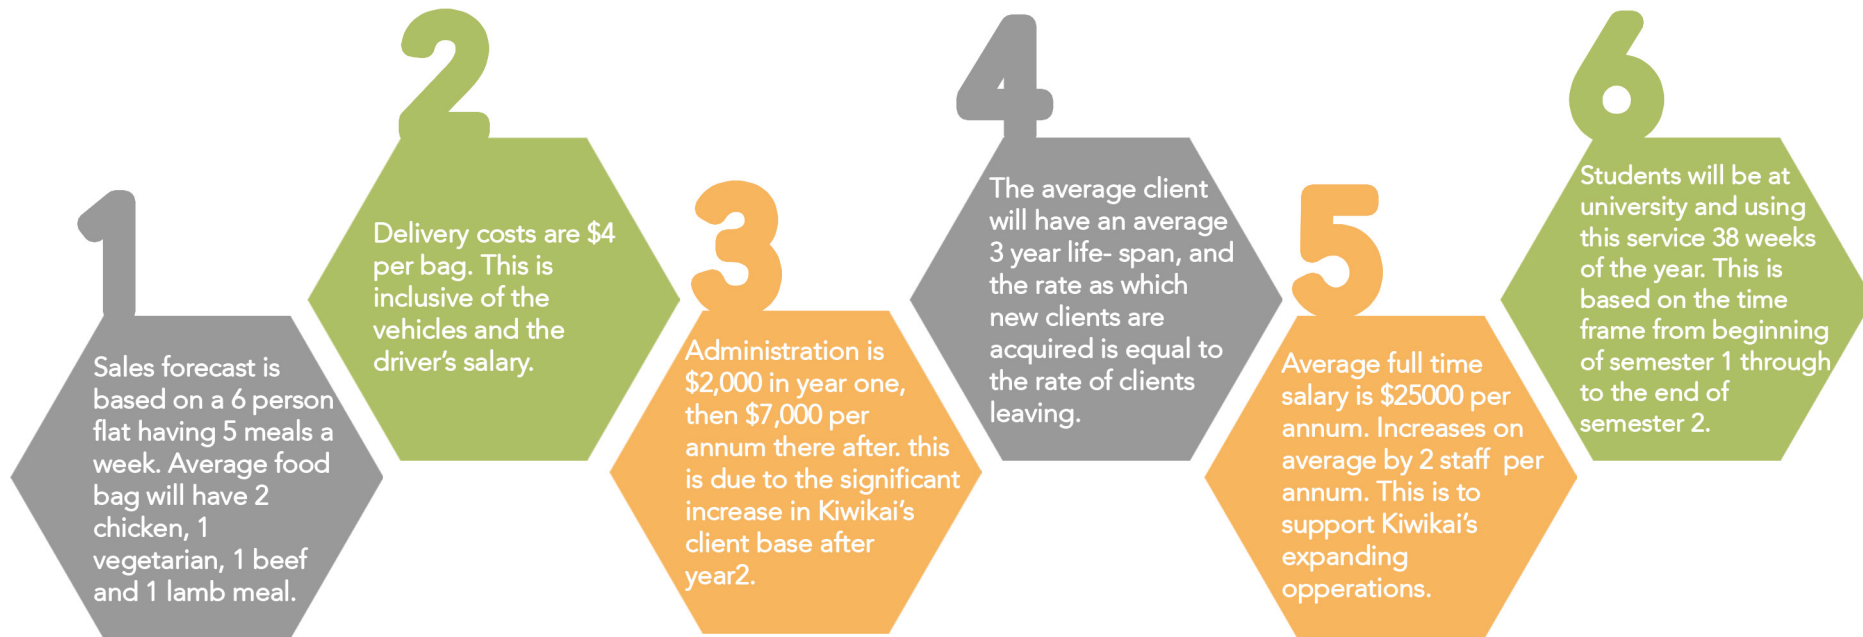 1
Sales forecast is
based on a 6 person
flat having 5 meals a
week. Average food
bag will have 2
chicken, 1
vegetarian, 1 beef
and 1 lamb meal.
2
Delivery costs are $4
per bag. This is
inclusive of the
vehicles and the
driver's salary.
3
Administration is
$2,000 in year one,
then $7,000 per
annum there after. this
is due to the significant
increase in Kiwikai's
client base after
year2.
4
The average client
will have an average
3 year life- span, and
the rate as which
new clients are
acquired is equal to
the rate of clients
leaving.
5
Average full time
salary is $25000 per
annum. Increases on
average by 2 staff per
annum. This is to
support Kiwikai's
expanding
opperations.
6
Students will be at
university and using
this service 38 weeks
of the year. This is
based on the time
frame from beginning
of semester 1 through
to the end of
semester 2.